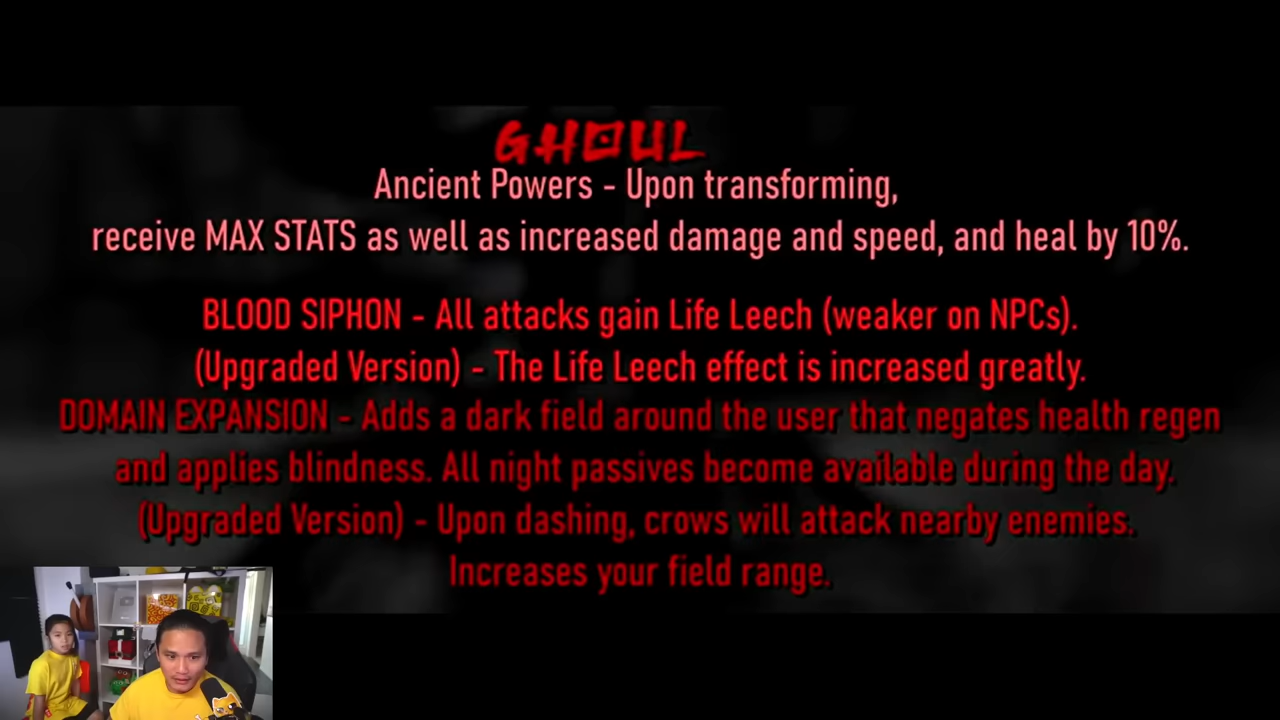 GHOUL
Ancient Powers - Upon transforming,
receive MAX STATS as well as increased damage and speed, and heal by 10%.
BLOOD SIPHON - All attacks gain Life Leech (weaker on NPCs).
(Upgraded Version) - The Life Leech effect is increased greatly.
DOMAIN EXPANSION - Adds a dark field around the user that negates health regen
and applies blindness. All night passives become available during the day.
(Upgraded Version) - Upon dashing, crows will attack nearby enemies.
Increases your field range.